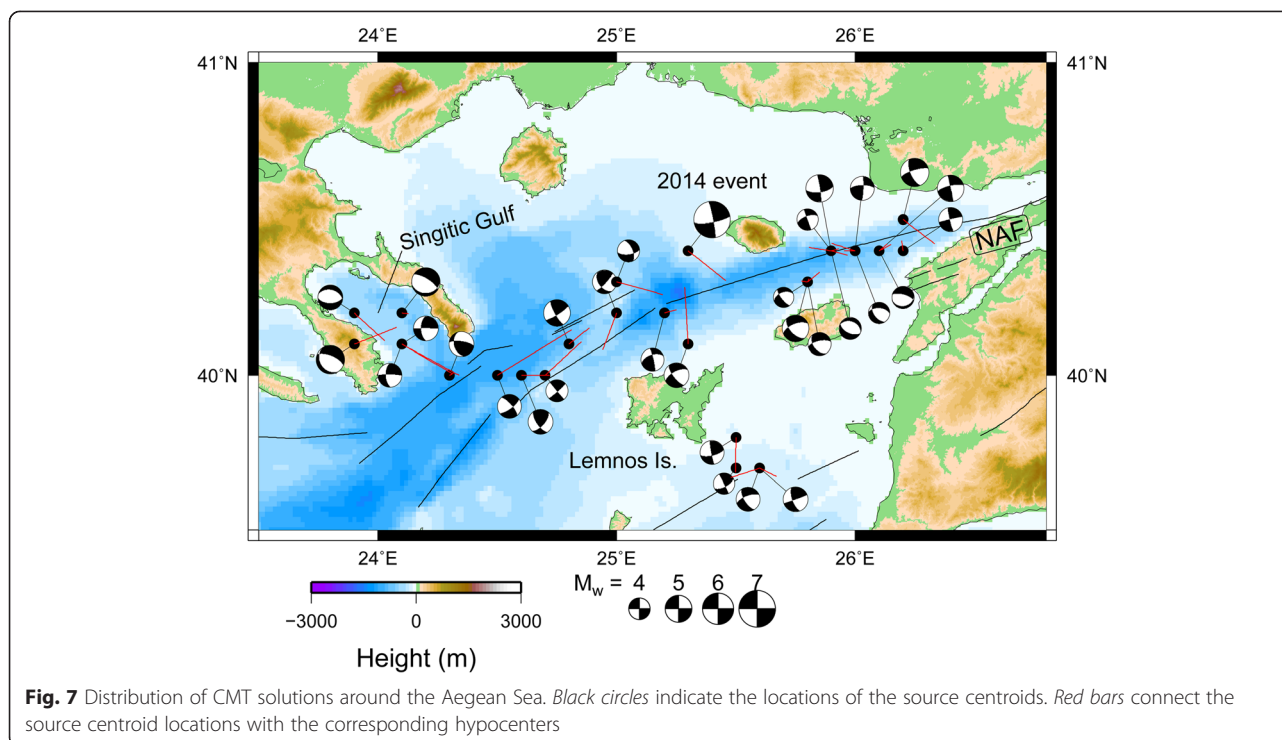 24°E 25°E 26°E
41°N 41°N
2014 event
Singitic Gulf
NAF
40°N 40°N
Lemnos Is.
24°E 25°E 26°E
Mw = 4 5 6 7
−3000 0 3000
Height (m)
Fig. 7 Distribution of CMT solutions around the Aegean Sea. Black circles indicate the locations of the source centroids. Red bars connect the
source centroid locations with the corresponding hypocenters